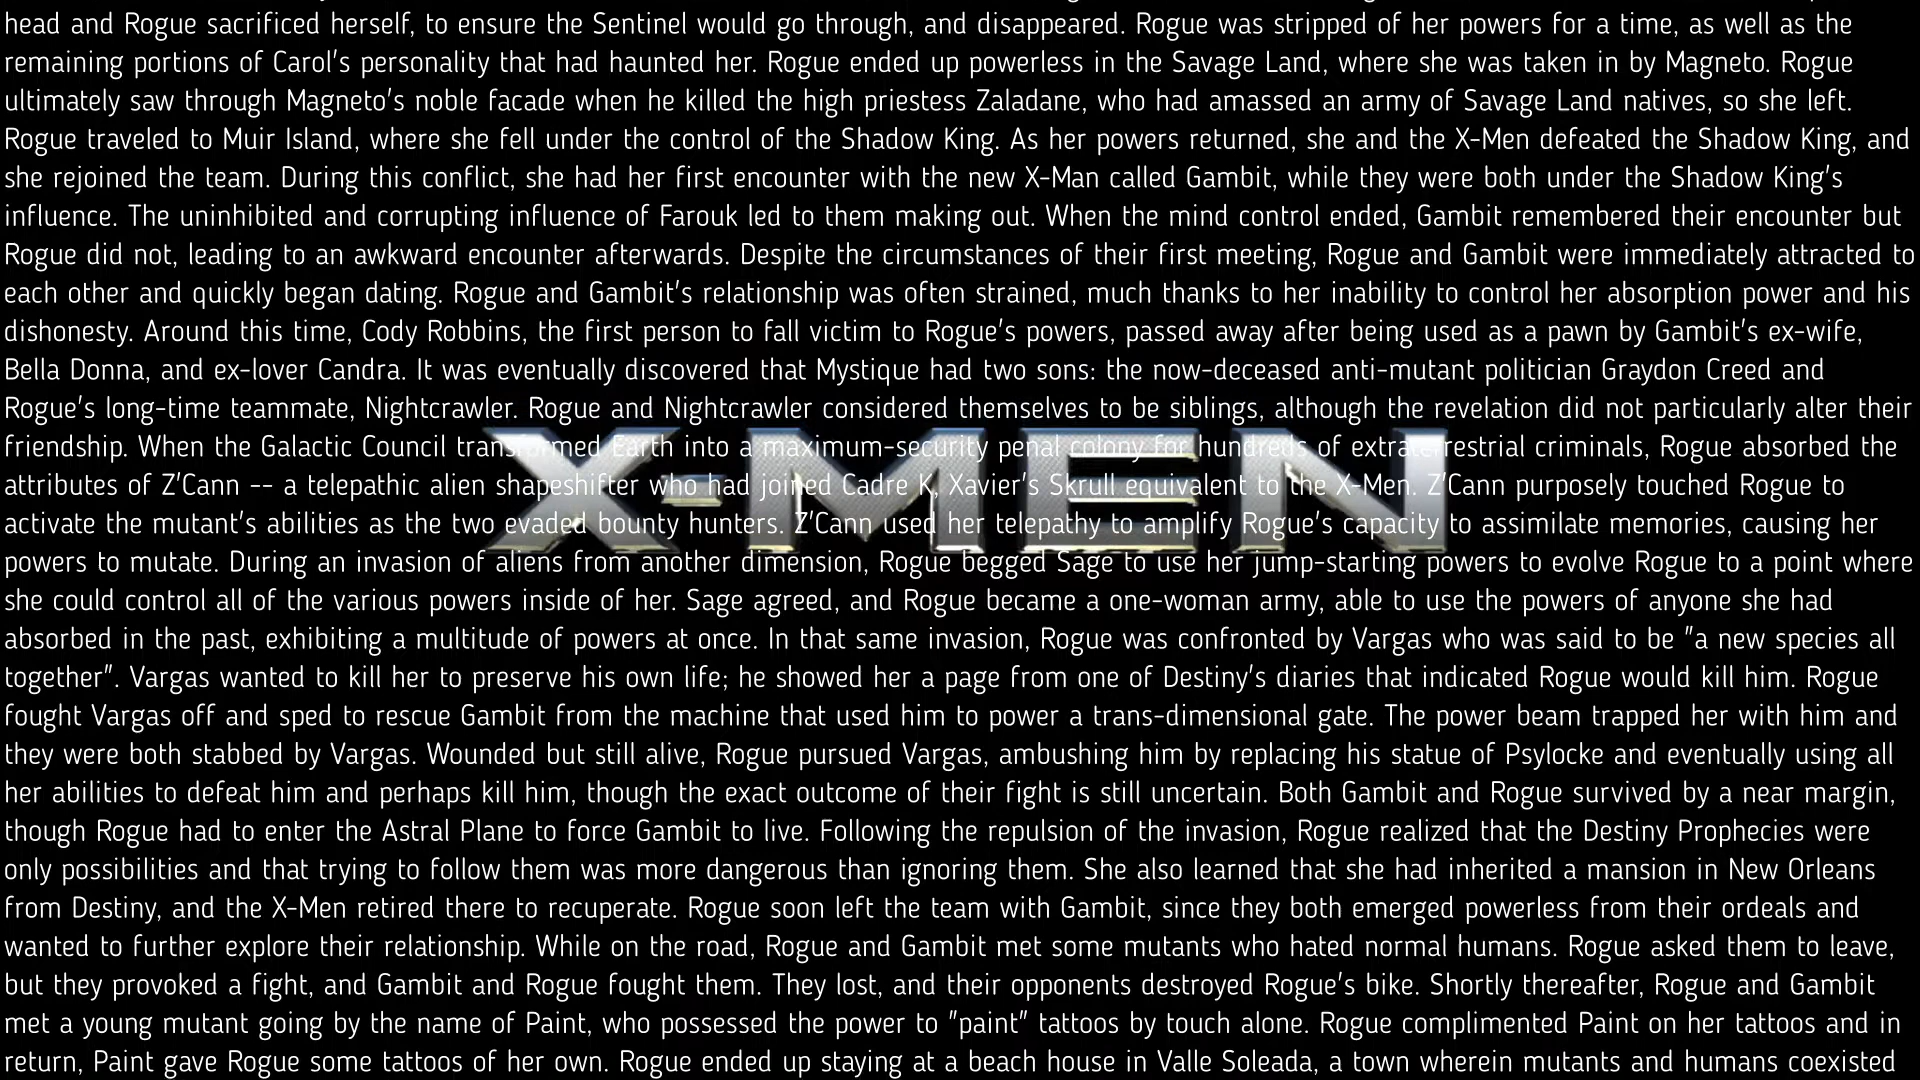 head and Rogue sacrificed herself, to ensure the Sentinel would go through, and disappeared. Rogue was stripped of her powers for a time, as well as the
remaining portions of Carol's personality that had haunted her. Rogue ended up powerless in the Savage Land, where she was taken in by Magneto. Rogue
ultimately saw through Magneto's noble facade when he killed the high priestess Zaladane, who had amassed an army of Savage Land natives, so she left.
Rogue traveled to Muir Island, where she fell under the control of the Shadow King. As her powers returned, she and the X-Men defeated the Shadow King, and
she rejoined the team. During this conflict, she had her first encounter with the new X-Man called Gambit, while they were both under the Shadow King's
influence. The uninhibited and corrupting influence of Farouk led to them making out. When the mind control ended, Gambit remembered their encounter but
Rogue did not, leading to an awkward encounter afterwards. Despite the circumstances of their first meeting, Rogue and Gambit were immediately attracted to
each other and quickly began dating. Rogue and Gambit's relationship was often strained, much thanks to her inability to control her absorption power and his
dishonesty. Around this time, Cody Robbins, the first person to fall victim to Rogue's powers, passed away after being used as a pawn by Gambit's ex-wife,
Bella Donna, and ex-lover Candra. It was eventually discovered that Mystique had two sons: the now-deceased anti-mutant politician Graydon Creed and
Rogue's long-time teammate, Nightcrawler. Rogue and Nightcrawler considered themselves to be siblings, although the revelation did not particularly alter their
friendship. When the Galactic Council transformed Earth into a maximum-security penal colony for hundreds of extraterrestrial criminals, Rogue absorbed the
attributes of Z'Cann -- a telepathic alien shapeshifter who had joined Cadre K, Xavier's Skrull equivalent to the X-Men. Z'Cann purposely touched Rogue to
X-MEN
activate the mutant's abilities as the two evaded bounty hunters. Z'Cann used her telepathy to amplify Rogue's capacity to assimilate memories, causing her
powers to mutate. During an invasion of aliens from another dimension, Rogue begged Sage to use her jump-starting powers to evolve Rogue to a point where
she could control all of the various powers inside of her. Sage agreed, and Rogue became a one-woman army, able to use the powers of anyone she had
absorbed in the past, exhibiting a multitude of powers at once. In that same invasion, Rogue was confronted by Vargas who was said to be "a new species all
together". Vargas wanted to kill her to preserve his own life; he showed her a page from one of Destiny's diaries that indicated Rogue would kill him. Rogue
fought Vargas off and sped to rescue Gambit from the machine that used him to power a trans-dimensional gate. The power beam trapped her with him and
they were both stabbed by Vargas. Wounded but still alive, Rogue pursued Vargas, ambushing him by replacing his statue of Psylocke and eventually using all
her abilities to defeat him and perhaps kill him, though the exact outcome of their fight is still uncertain. Both Gambit and Rogue survived by a near margin,
though Rogue had to enter the Astral Plane to force Gambit to live. Following the repulsion of the invasion, Rogue realized that the Destiny Prophecies were
only possibilities and that trying to follow them was more dangerous than ignoring them. She also learned that she had inherited a mansion in New Orleans
from Destiny, and the X-Men retired there to recuperate. Rogue soon left the team with Gambit, since they both emerged powerless from their ordeals and
wanted to further explore their relationship. While on the road, Rogue and Gambit met some mutants who hated normal humans. Rogue asked them to leave,
but they provoked a fight, and Gambit and Rogue fought them. They lost, and their opponents destroyed Rogue's bike. Shortly thereafter, Rogue and Gambit
met a young mutant going by the name of Paint, who possessed the power to "paint" tattoos by touch alone. Rogue complimented Paint on her tattoos and in
return, Paint gave Rogue some tattoos of her own. Rogue ended up staying at a beach house in Valle Soleada, a town wherein mutants and humans coexisted